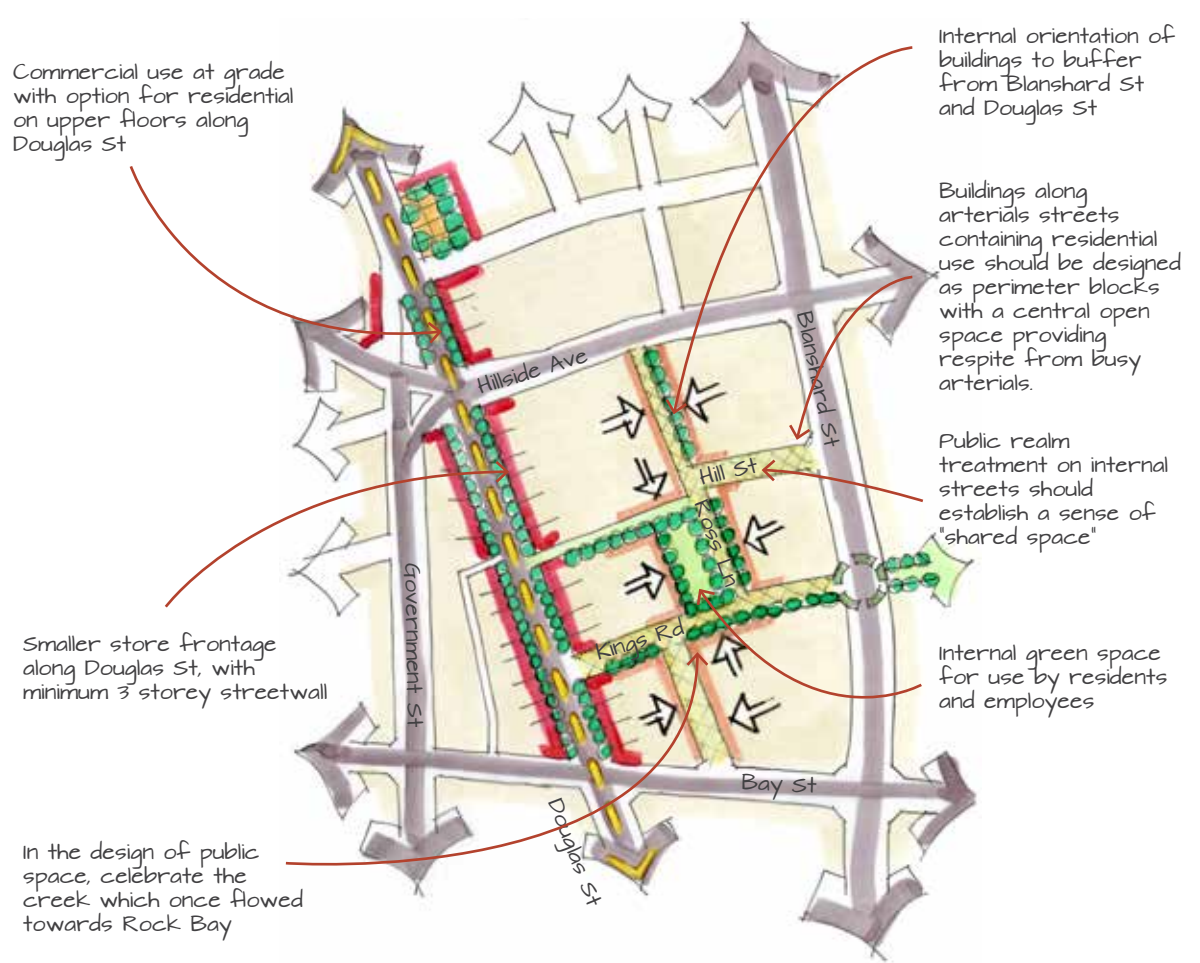 Internal orientation of
buildings to buffer
from Blanshard St
and Douglas St
Commercial use at grade
with option for residential
on upper floors along
Douglas St
Buildings along
arterials streets
containing residential
use should be designed
as perimeter blocks
with a central open
space providing
respite from busy
arterials.
Blanshard St
Hillside Ave
Public realm
treatment on internal
streets should
establish a sense of
"shared space"
Hill St
Ross Ln
Government St
Kings Rd
Smaller store frontage
along Douglas St, with
minimum 3 storey streetwall
Internal green space
for use by residents
and employees
Bay St
Douglas St
In the design of public
space, celebrate the
creek which once flowed
towards Rock Bay